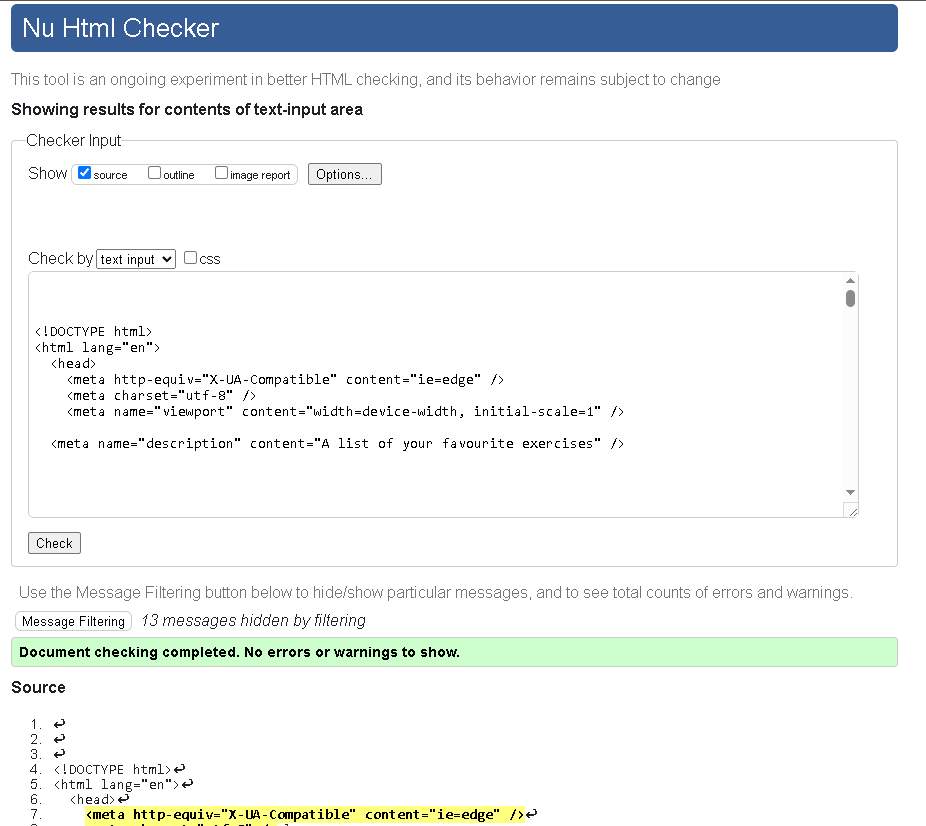 Nu Html Checker
This tool is an ongoing experiment in better HTML checking, and its behavior remains subject to change
Showing results for contents of text-input area
Checker Input
Show source outline image report Options...
Check by text input css
<!DOCTYPE html>
<html lang="en">
<head>
<meta http-equiv="X-UA-Compatible" content="ie=edge" />
<meta charset="utf-8" />
<meta name="viewport" content="width=device-width, initial-scale=1" />
<meta name="description" content="A list of your favourite exercises" />
Check
Use the Message Filtering button below to hide/show particular messages, and to see total counts of errors and warnings.
Message Filtering 13 messages hidden by filtering
Document checking completed. No errors or warnings to show.
Source
1. ↩
2. ↩
3. ↩
4. <!DOCTYPE html>↩
5. <html lang="en">↩
6. <head>↩
7. <meta http-equiv="X-UA-Compatible" content="ie=edge" />↩